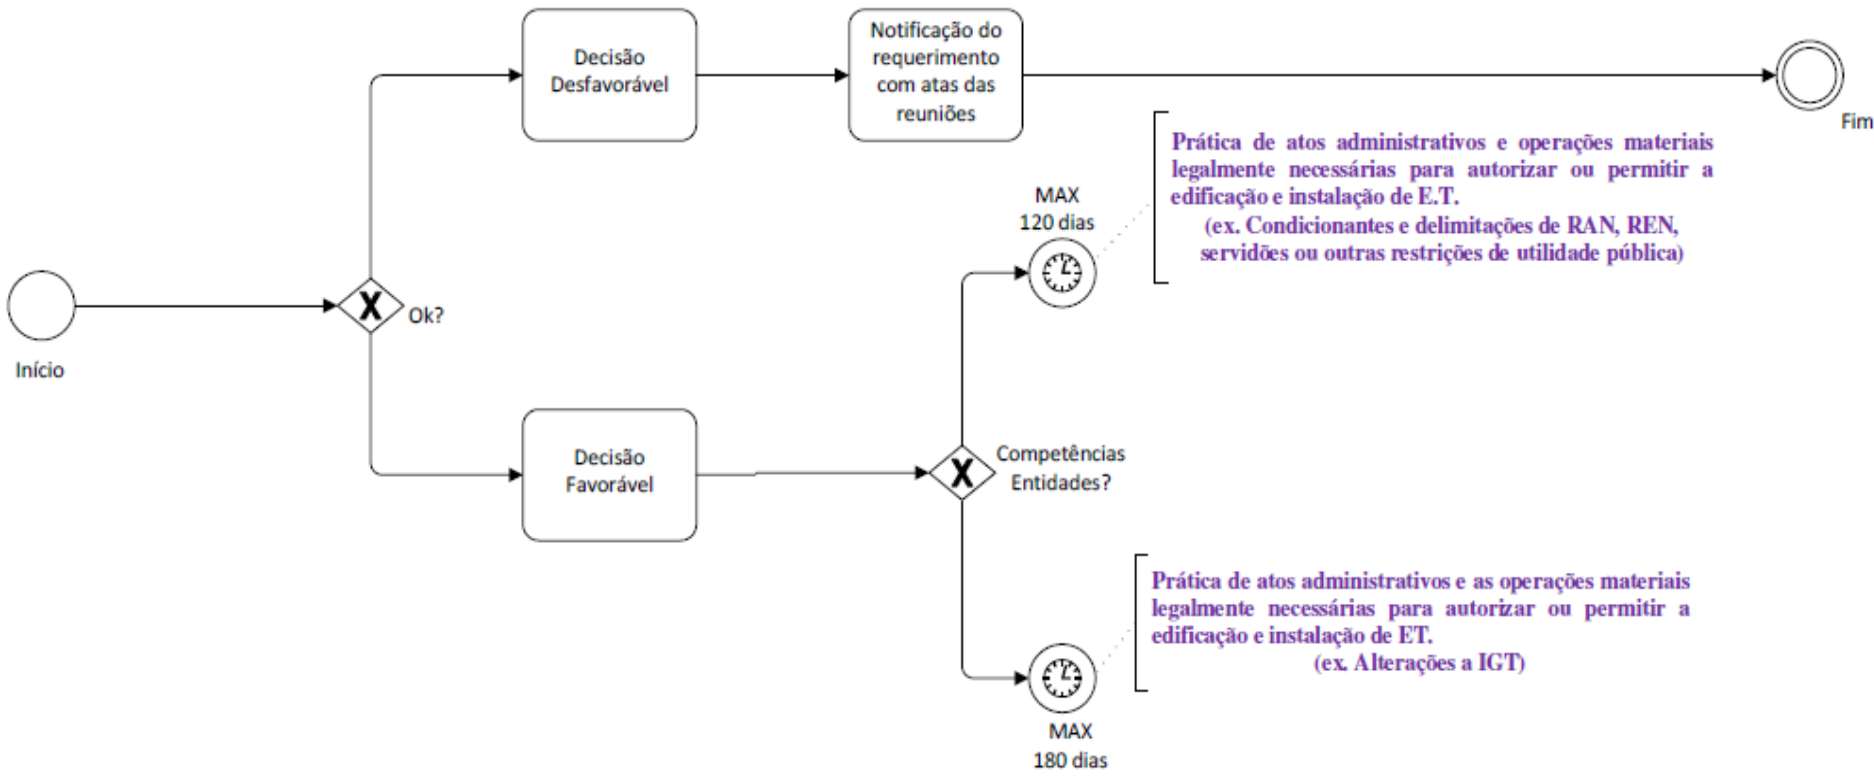 Decisão
Desfavorável
Notificação do
requerimento
com atas das
reuniões
Fim
Prática de atos administrativos e operações materiais
legalmente necessárias para autorizar ou permitir a
edificação e instalação de E.T.
(ex. Condicionantes e delimitações de RAN, REN,
servidões ou outras restrições de utilidade pública)
MAX
120 dias
X
Ok?
Início
Decisão
Favorável
X
Competências
Entidades?
Prática de atos administrativos e as operações materiais
legalmente necessárias para autorizar ou permitir a
edificação e instalação de ET.
(ex. Alterações a IGT)
MAX
180 dias